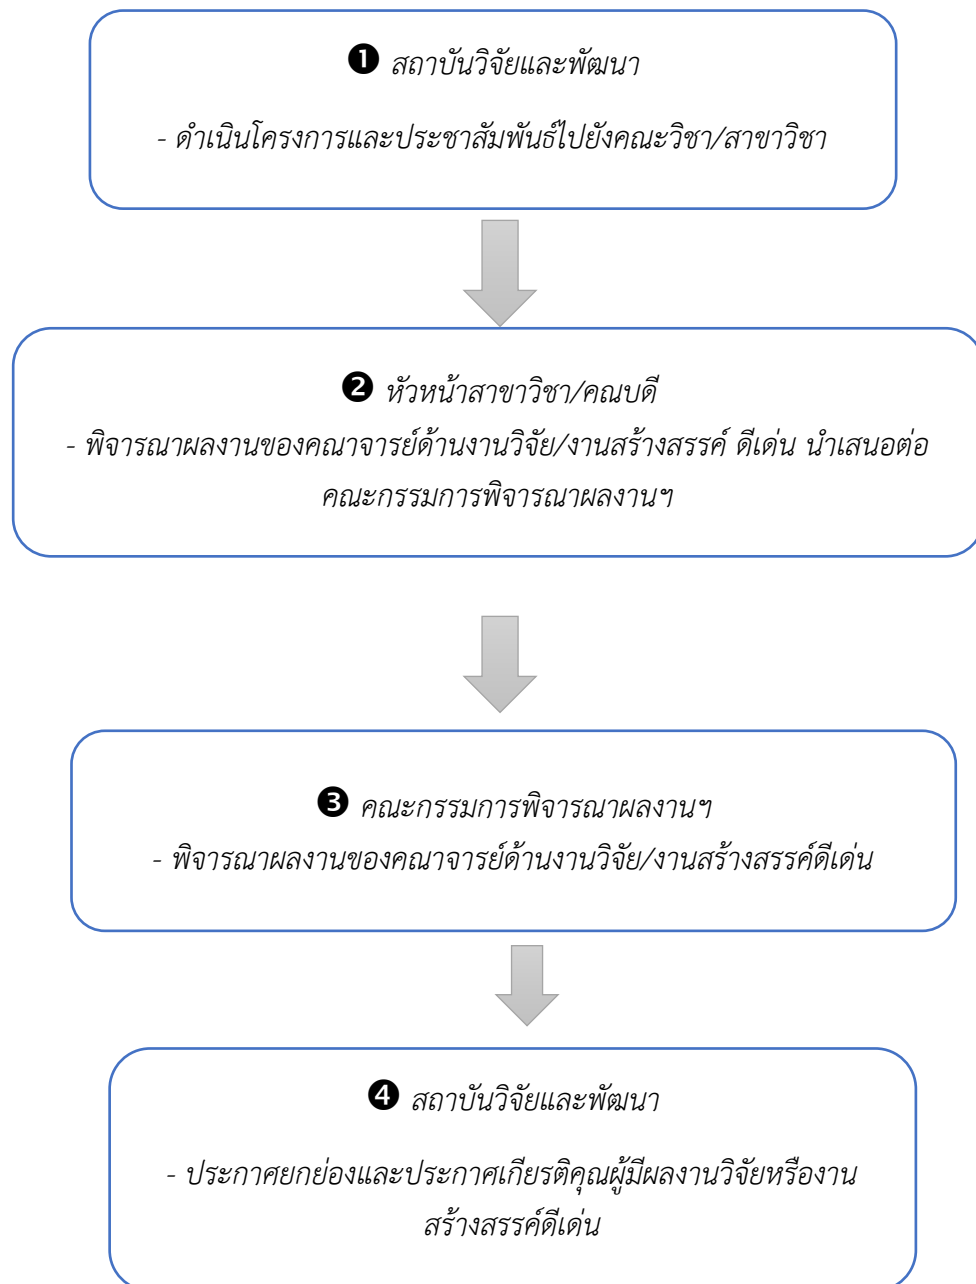 ❶ สถาบันวิจัยและพัฒนา
- ดำเนินโครงการและประชาสัมพันธ์ไปยังคณะวิชา/สาขาวิชา
❷ หัวหน้าสาขาวิชา/คณบดี
- พิจารณาผลงานของคณาจารย์ด้านงานวิจัย/งานสร้างสรรค์ ดีเด่น นำเสนอต่อ
คณะกรรมการพิจารณาผลงานฯ
❸ คณะกรรมการพิจารณาผลงานฯ
- พิจารณาผลงานของคณาจารย์ด้านงานวิจัย/งานสร้างสรรค์ดีเด่น
❹ สถาบันวิจัยและพัฒนา
- ประกาศยกย่องและประกาศเกียรติคุณผู้มีผลงานวิจัยหรืองาน
สร้างสรรค์ดีเด่น